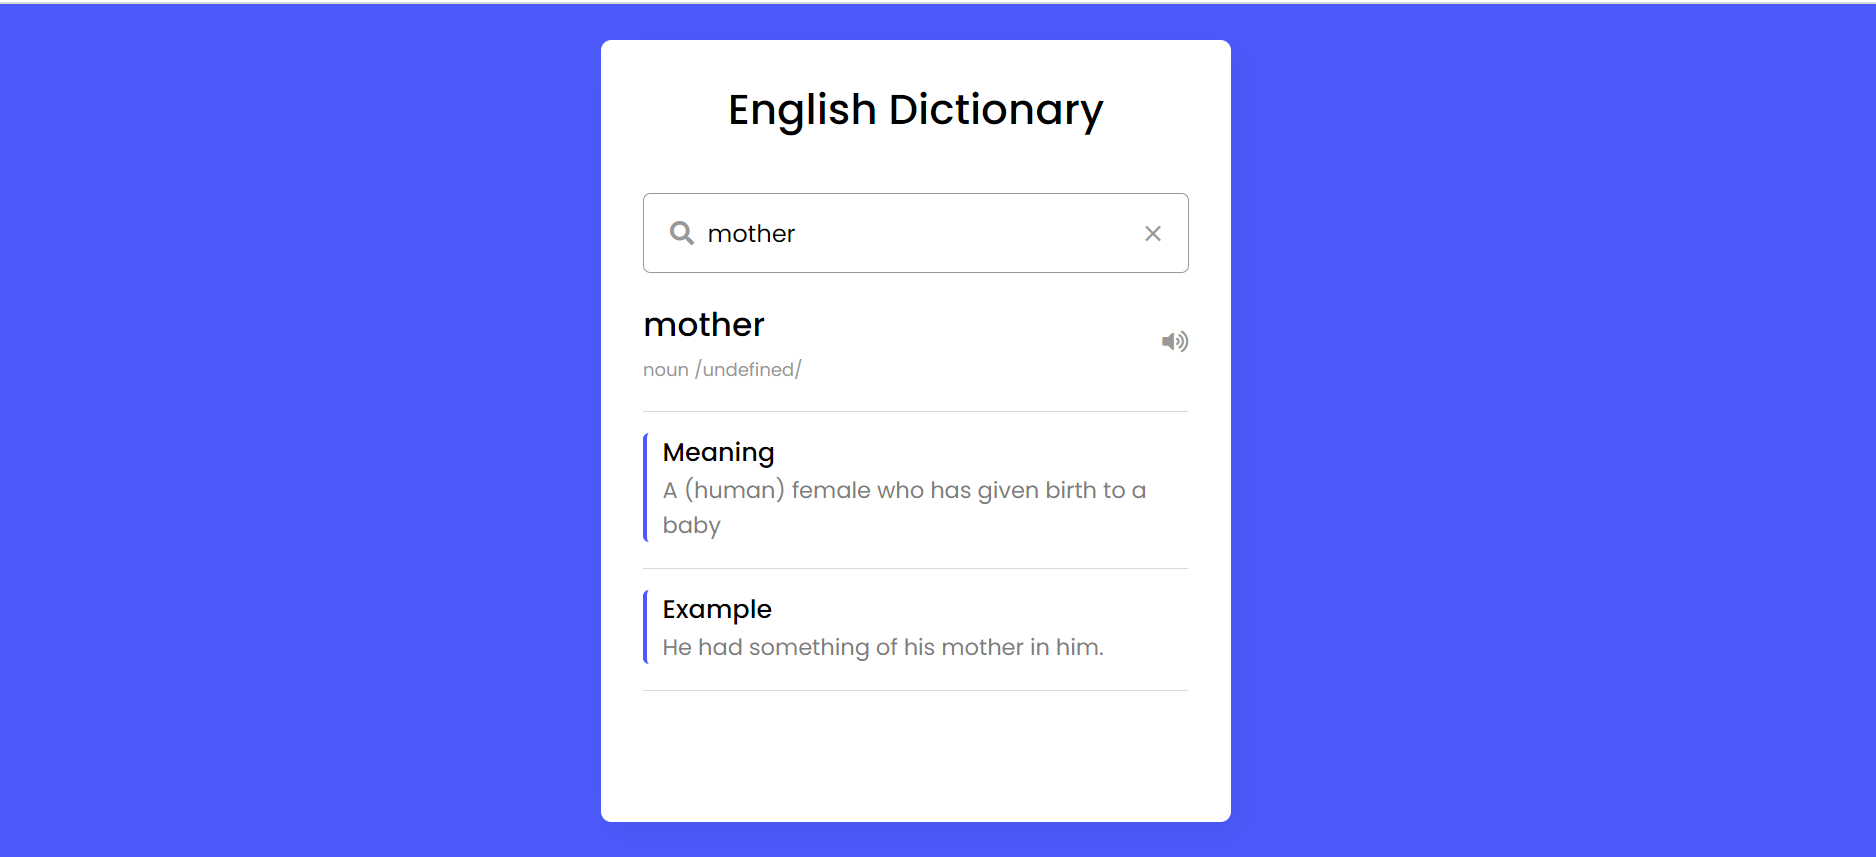 English Dictionary
mother
mother
noun /undefined/
Meaning
A (human) female who has given birth to a
baby
Example
He had something of his mother in him.